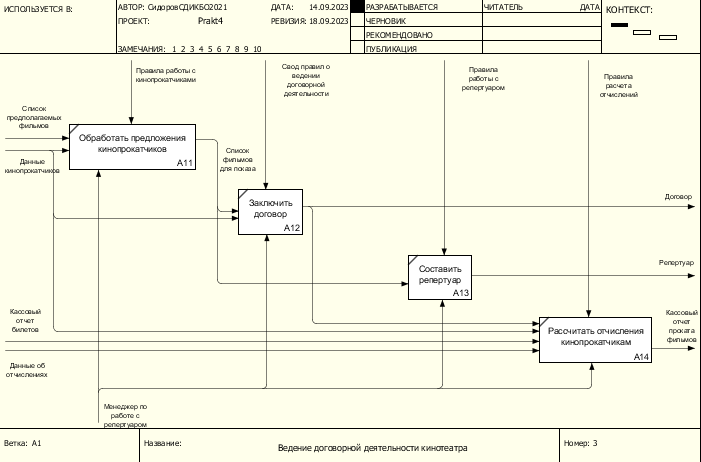 ИСПОЛЬЗУЕТСЯ В:
АВТОР: СидоровСДИКБО2021
ДАТА: 14.09.2023
РАЗРАБАТЫВАЕТСЯ
ЧИТАТЕЛЬ
ДАТА
КОНТЕКСТ:
ПРОЕКТ: Prakt4
РЕВИЗИЯ: 18.09.2023
ЧЕРНОВИК
РЕКОМЕНДОВАНО
ЗАМЕЧАНИЯ: 1 2 3 4 5 6 7 8 9 10
ПУБЛИКАЦИЯ
Правила работы с
кинопрокатчиками
Свод правил о
ведении
договорной
деятельности
Правила
работы с
репертуаром
Правила
расчета
отчислений
Список
предполагаемых
фильмов
Обработать предложения
кинопрокатчиков
A11
Данные
кинопрокатчиков
Список
фильмов
для показа
Заключить
договор
A12
Договор
Составить
репертуар
A13
Репертуар
Кассовый
отчет
билетов
Рассчитать отчисления
кинопрокатчикам
A14
Кассовый
отчет
проката
фильмов
Данные об
отчислениях
Менеджер по
работе с
репертуаром
Ветка: A1
Название:
Ведение договорной деятельности кинотеатра
Номер: 3